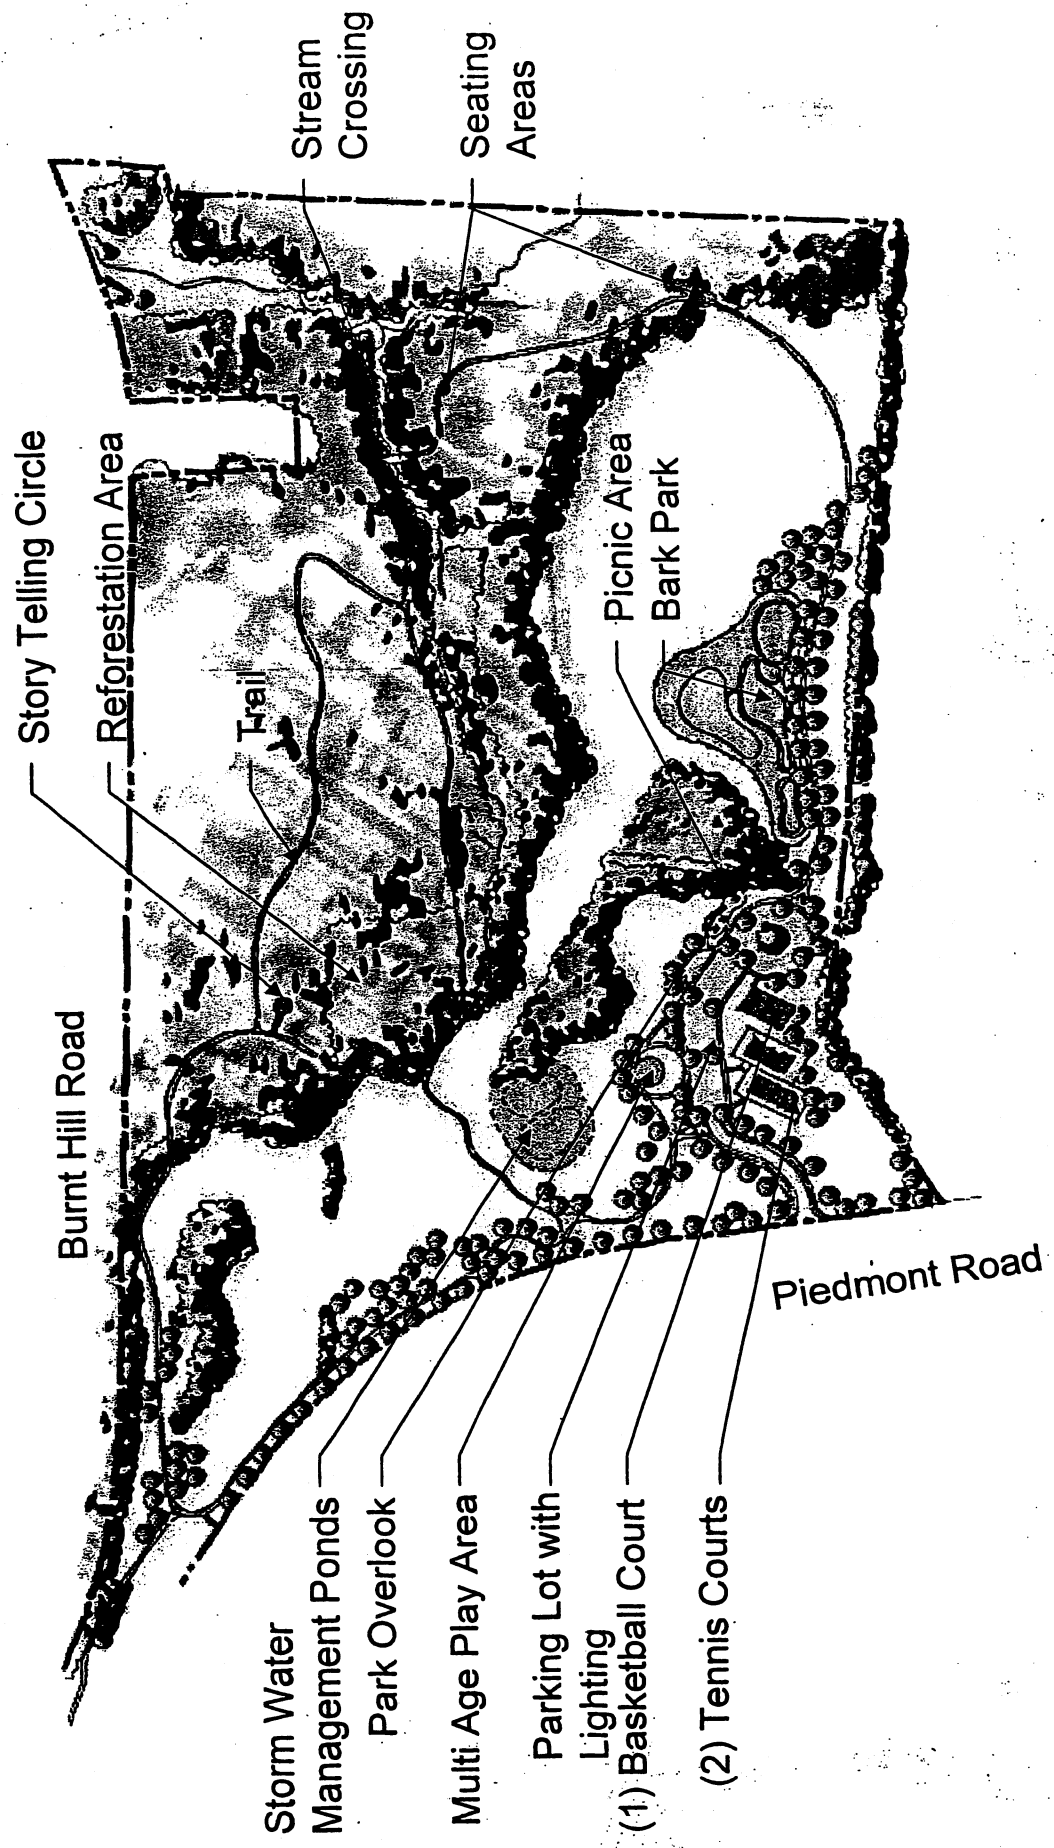 Story Telling Circle
Reforestation Area
Trail
Burnt Hill Road
Stream
Crossing
Seating
Areas
Picnic Area
Bark Park
Storm Water
Management Ponds
Park Overlook
Multi Age Play Area
Parking Lot with
Lighting
(1) Basketball Court
(2) Tennis Courts
Piedmont Road